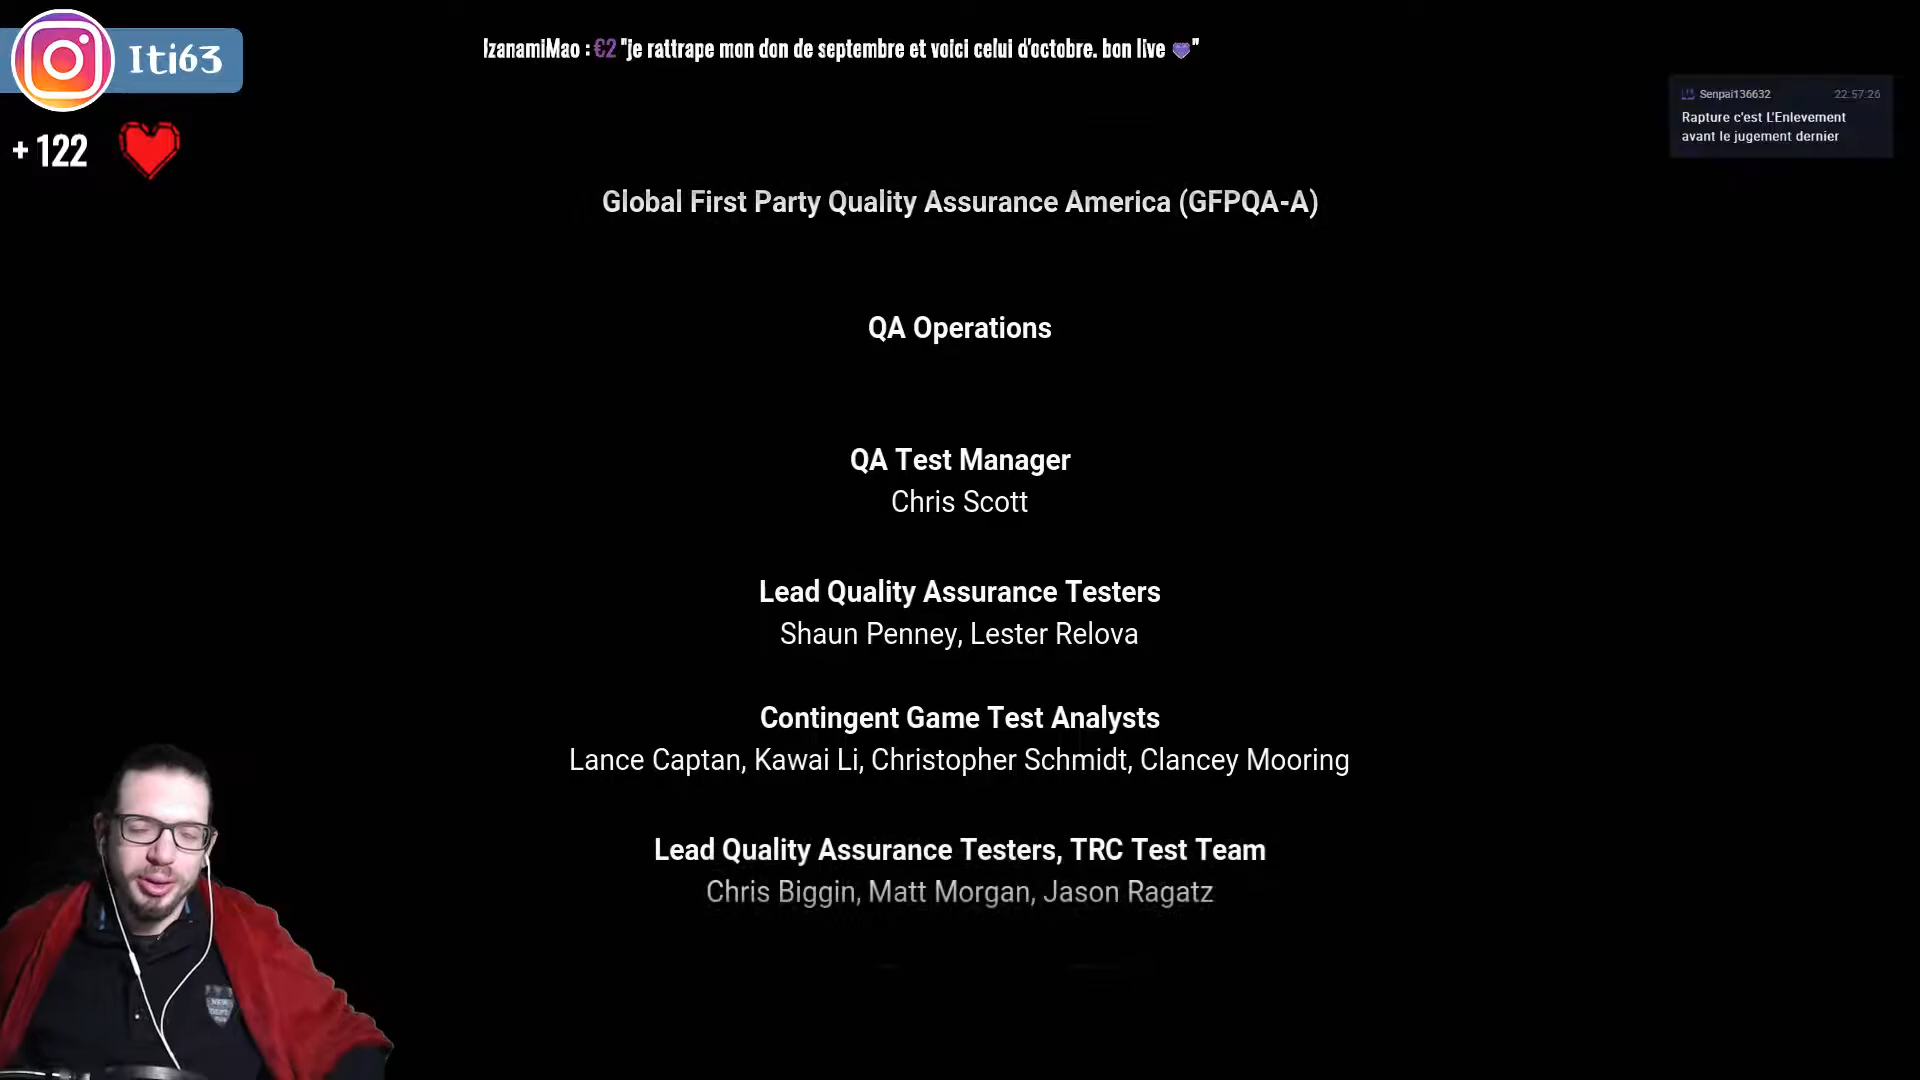 Iti63
+ 122
IzanamiMao : €2 "je rattrape mon don de septembre et voici celui d'octobre. bon live 💜"
Senpai136632 22:57:26
Rapture c'est L'Enlevement
avant le jugement dernier
Global First Party Quality Assurance America (GFPQA-A)
QA Operations
QA Test Manager
Chris Scott
Lead Quality Assurance Testers
Shaun Penney, Lester Relova
Contingent Game Test Analysts
Lance Captan, Kawai Li, Christopher Schmidt, Clancey Mooring
Lead Quality Assurance Testers, TRC Test Team
Chris Biggin, Matt Morgan, Jason Ragatz